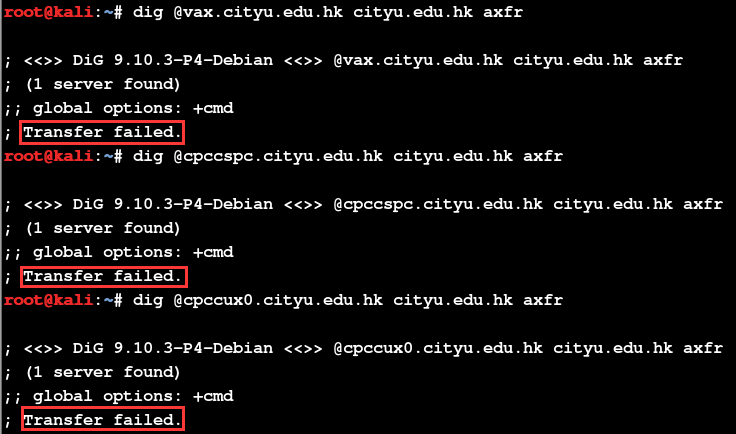 root@kali:~# dig @vax.cityu.edu.hk cityu.edu.hk axfr
; <<>> DiG 9.10.3-P4-Debian <<>> @vax.cityu.edu.hk cityu.edu.hk axfr
; (1 server found)
;; global options: +cmd
; Transfer failed.
root@kali:~# dig @cpccspc.cityu.edu.hk cityu.edu.hk axfr
; <<>> DiG 9.10.3-P4-Debian <<>> @cpccspc.cityu.edu.hk cityu.edu.hk axfr
; (1 server found)
;; global options: +cmd
; Transfer failed.
root@kali:~# dig @cpccux0.cityu.edu.hk cityu.edu.hk axfr
; <<>> DiG 9.10.3-P4-Debian <<>> @cpccux0.cityu.edu.hk cityu.edu.hk axfr
; (1 server found)
;; global options: +cmd
; Transfer failed.